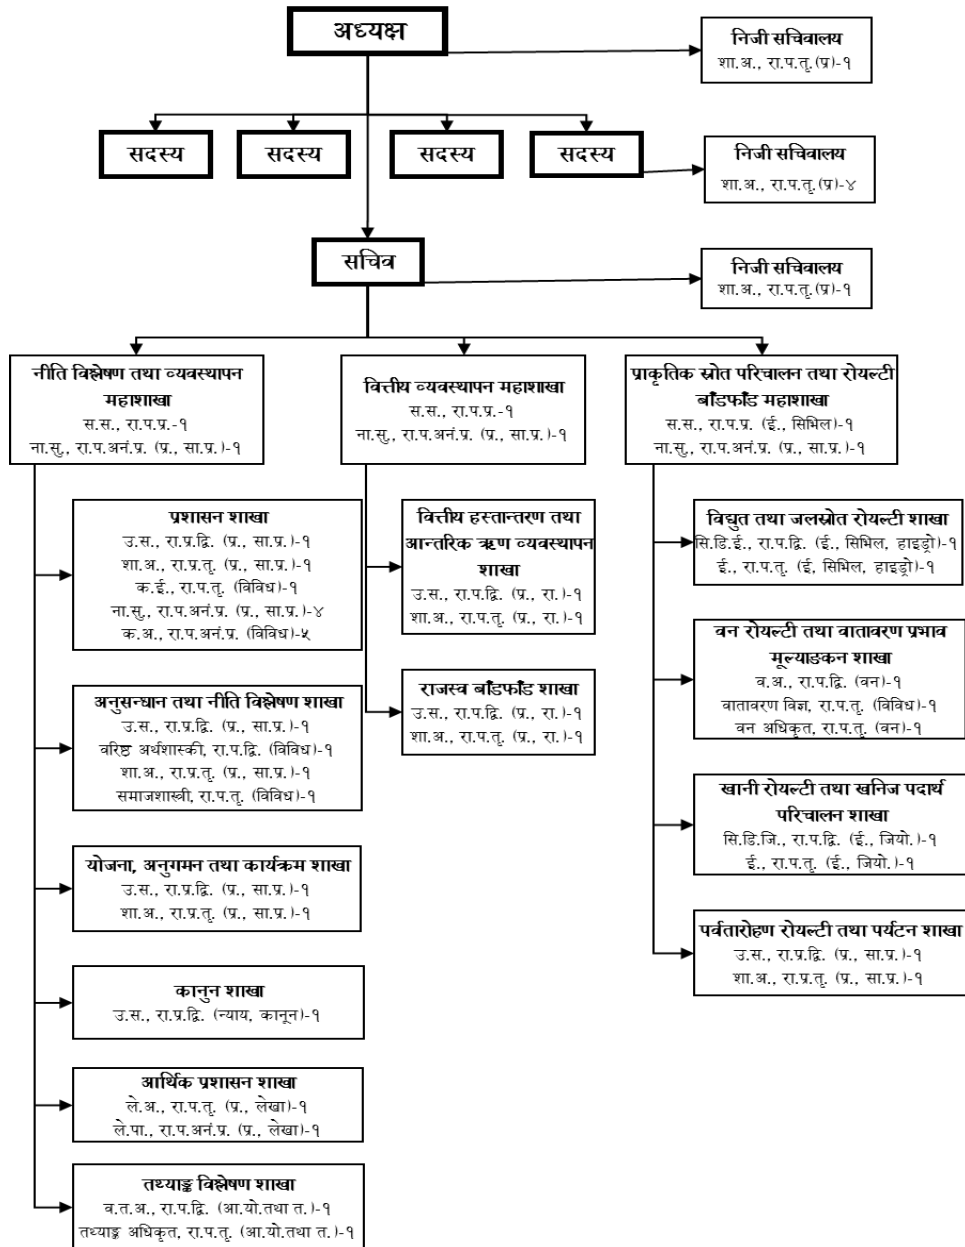 अध्यक्ष
निजी सचिवालय
शा.अ., रा.प.तृ.(प्र)-१
सदस्य
सदस्य
सदस्य
सदस्य
निजी सचिवालय
शा.अ., रा.प.तृ.(प्र)-४
सचिव
निजी सचिवालय
शा.अ., रा.प.तृ.(प्र)-१
नीति विश्लेषण तथा व्यवस्थापन
महाशाखा
स.स., रा.प.प्र.-१
ना.सु., रा.प.अनं.प्र. (प्र., सा.प्र.)-१
प्रशासन शाखा
उ.स., रा.प्र.द्वि. (प्र., सा.प्र.)-१
शा.अ., रा.प्र.तृ. (प्र., सा.प्र.)-१
क.ई., रा.प.तृ. (विविध)-१
ना.सु., रा.प.अनं.प्र. (प्र., सा.प्र.)-४
क.अ., रा.प.अनं.प्र. (विविध)-५
अनुसन्धान तथा नीति विश्लेषण शाखा
उ.स., रा.प्र.द्वि. (प्र., सा.प्र.)-१
वरिष्ठ अर्थशास्की, रा.प.द्वि. (विविध)-१
शा.अ., रा.प्र.तृ. (प्र., सा.प्र.)-१
समाजशास्त्री, रा.प.तृ. (विविध)-१
योजना, अनुगमन तथा कार्यक्रम शाखा
उ.स., रा.प्र.द्वि. (प्र., सा.प्र.)-१
शा.अ., रा.प्र.तृ. (प्र., सा.प्र.)-१
कानुन शाखा
उ.स., रा.प्र.द्वि. (न्याय, कानून)-१
आर्थिक प्रशासन शाखा
ले.अ., रा.प.तृ. (प्र., लेखा)-१
ले.पा., रा.प.अनं.प्र. (प्र., लेखा)-१
तथ्याङ्क विश्लेषण शाखा
व.त.अ., रा.प.द्वि. (आ.यो.तथा त.)-१
तथ्याङ्क अधिकृत, रा.प.तृ. (आ.यो.तथा त.)-१
वित्तीय व्यवस्थापन महाशाखा
स.स., रा.प.प्र.-१
ना.सु., रा.प.अनं.प्र. (प्र., सा.प्र.)-१
वित्तीय हस्तान्तरण तथा
आन्तरिक ऋण व्यवस्थापन
शाखा
उ.स., रा.प.द्वि. (प्र., रा.)-१
शा.अ., रा.प.तृ. (प्र., रा.)-१
राजस्व बाँडफाँड शाखा
उ.स., रा.प.द्वि. (प्र., रा.)-१
शा.अ., रा.प.तृ. (प्र., रा.)-१
प्राकृतिक स्रोत परिचालन तथा रोयल्टी
बाँडफाँड महाशाखा
स.स., रा.प.प्र. (ई., सिभिल)-१
ना.सु., रा.प.अनं.प्र. (प्र., सा.प्र.)-१
विद्युत तथा जलस्रोत रोयल्टी शाखा
सि.डि.ई., रा.प.द्वि. (ई., सिभिल, हाइड्रो)-१
ई., रा.प.तृ. (ई, सिभिल, हाइड्रो)-१
वन रोयल्टी तथा वातावरण प्रभाव
मूल्याङकन शाखा
व.अ., रा.प.द्वि. (वन)-१
वातावरण विज्ञ, रा.प.तृ. (विविध)-१
वन अधिकृत, रा.प.तृ. (वन)-१
खानी रोयल्टी तथा खनिज पदार्थ
परिचालन शाखा
सि.डि.जि., रा.प.द्वि. (ई., जियो.)-१
ई., रा.प.तृ. (ई., जियो.)-१
पर्वतारोहण रोयल्टी तथा पर्यटन शाखा
उ.स., रा.प्र.द्वि. (प्र., सा.प्र.)-१
शा.अ., रा.प्र.तृ. (प्र., सा.प्र.)-१